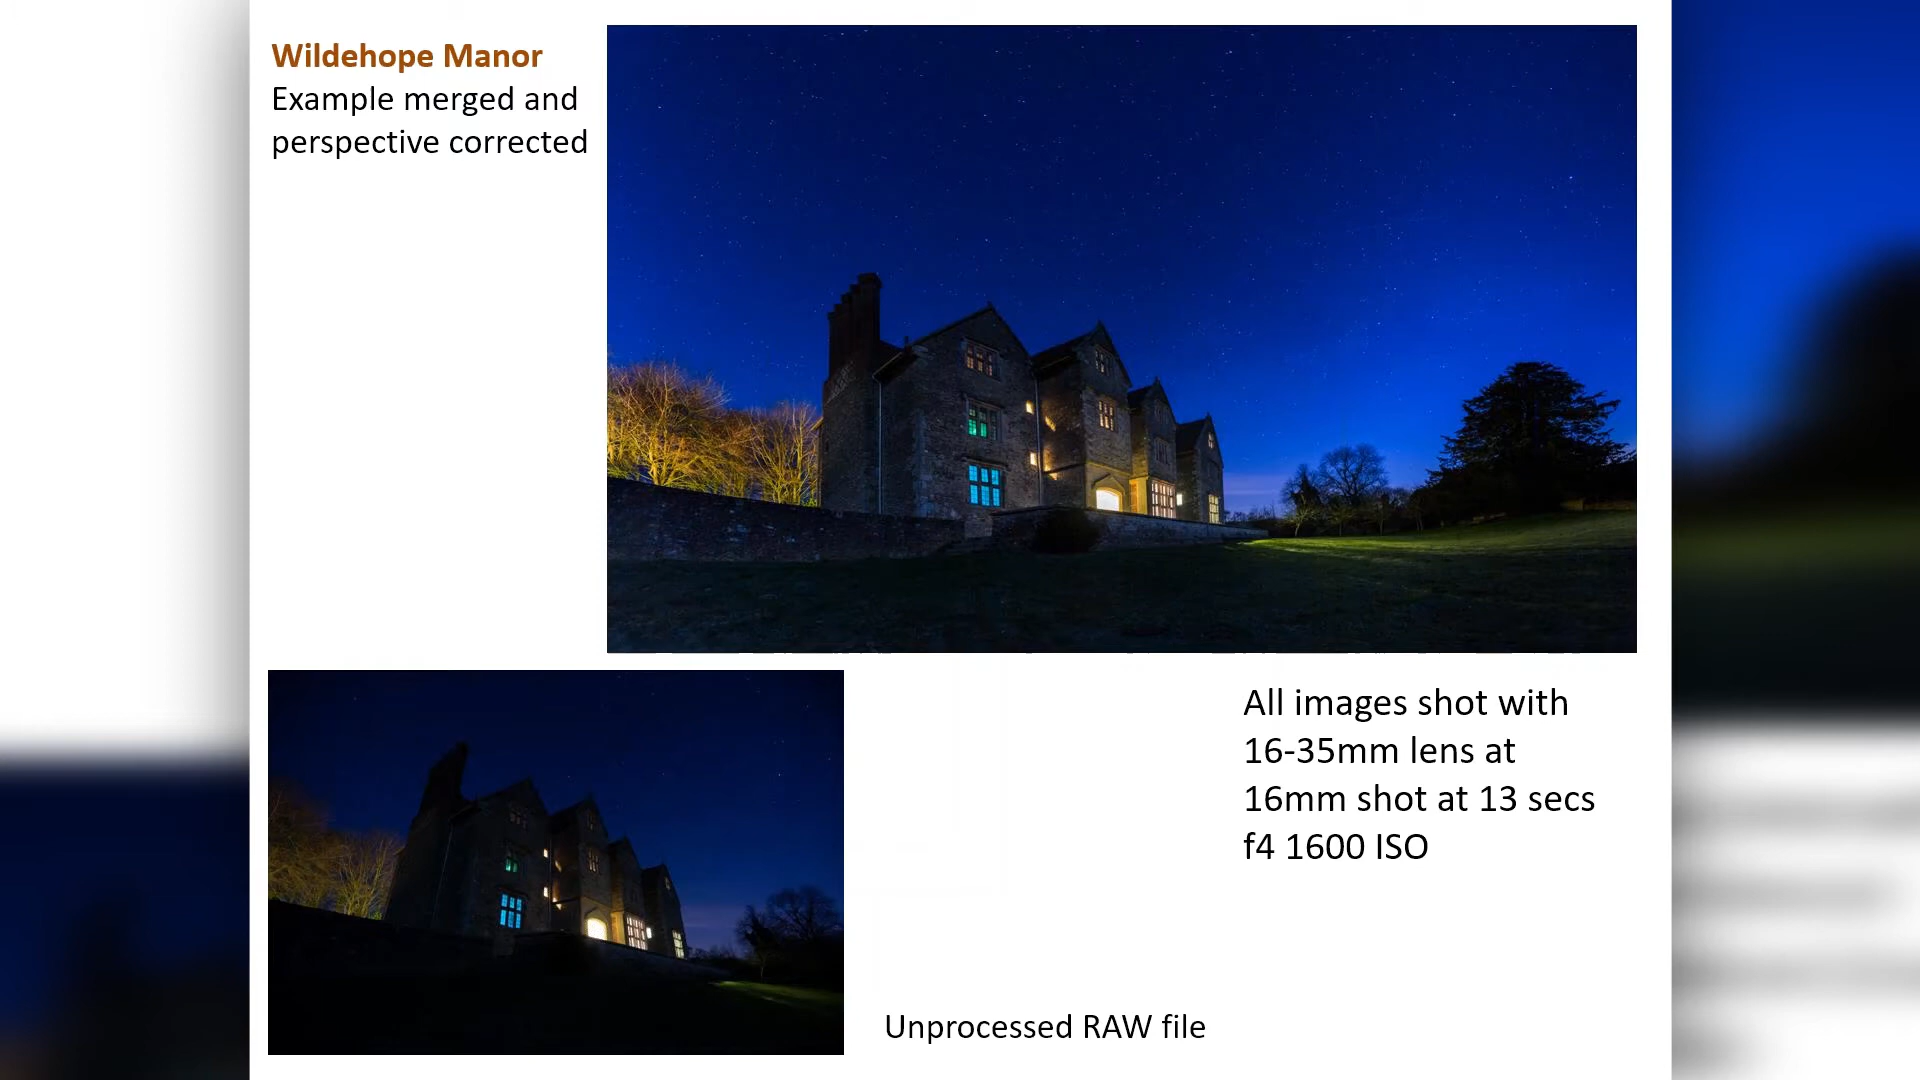 Wildehope Manor
Example merged and
perspective corrected
All images shot with
16-35mm lens at
16mm shot at 13 secs
f4 1600 ISO
Unprocessed RAW file